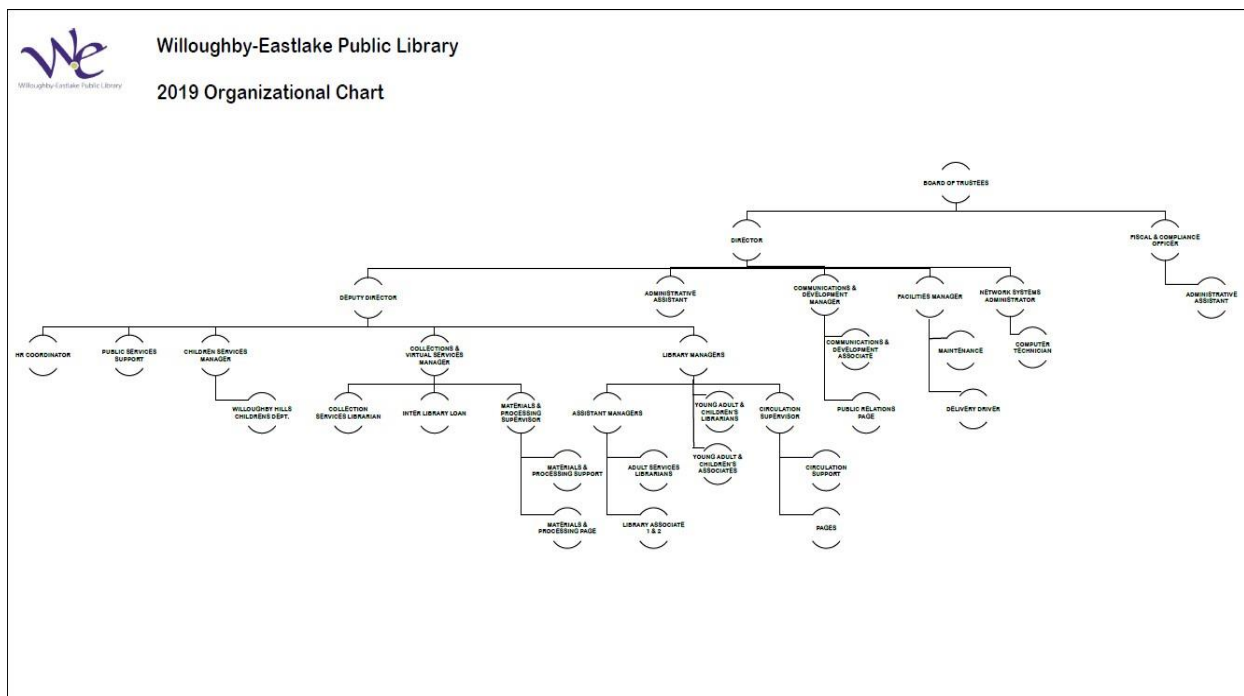 We
Willoughby-Eastlake Public Library
Willoughby-Eastlake Public Library
2019 Organizational Chart
BOARD OF TRUSTEES
DIRECTOR
FISCAL & COMPLIANCE
OFFICER
DEPUTY DIRECTOR
ADMINISTRATIVE
ASSISTANT
COMMUNICATIONS &
DEVELOPMENT
MANAGER
FACILITIES MANAGER
NETWORK SYSTEMS
ADMINISTRATOR
ADMINISTRATIVE
ASSISTANT
HR COORDINATOR
PUBLIC SERVICES
SUPPORT
CHILDREN SERVICES
MANAGER
COLLECTIONS &
VIRTUAL SERVICES
MANAGER
LIBRARY MANAGERS
COMMUNICATIONS &
DEVELOPMENT
ASSOCIATE
MAINTENANCE
COMPUTER
TECHNICIAN
WILLOUGHBY HILLS
CHILDRENS DEPT.
COLLECTION
SERVICES LIBRARIAN
INTER LIBRARY LOAN
MATERIALS &
PROCESSING
SUPERVISOR
ASSISTANT MANAGERS
YOUNG ADULT &
CHILDREN'S
LIBRARIANS
CIRCULATION
SUPERVISOR
PUBLIC RELATIONS
PAGE
DELIVERY DRIVER
MATERIALS &
PROCESSING SUPPORT
ADULT SERVICES
LIBRARIANS
YOUNG ADULT &
CHILDREN'S
ASSOCIATES
CIRCULATION
SUPPORT
MATERIALS &
PROCESSING PAGE
LIBRARY ASSOCIATE
1 & 2
PAGES